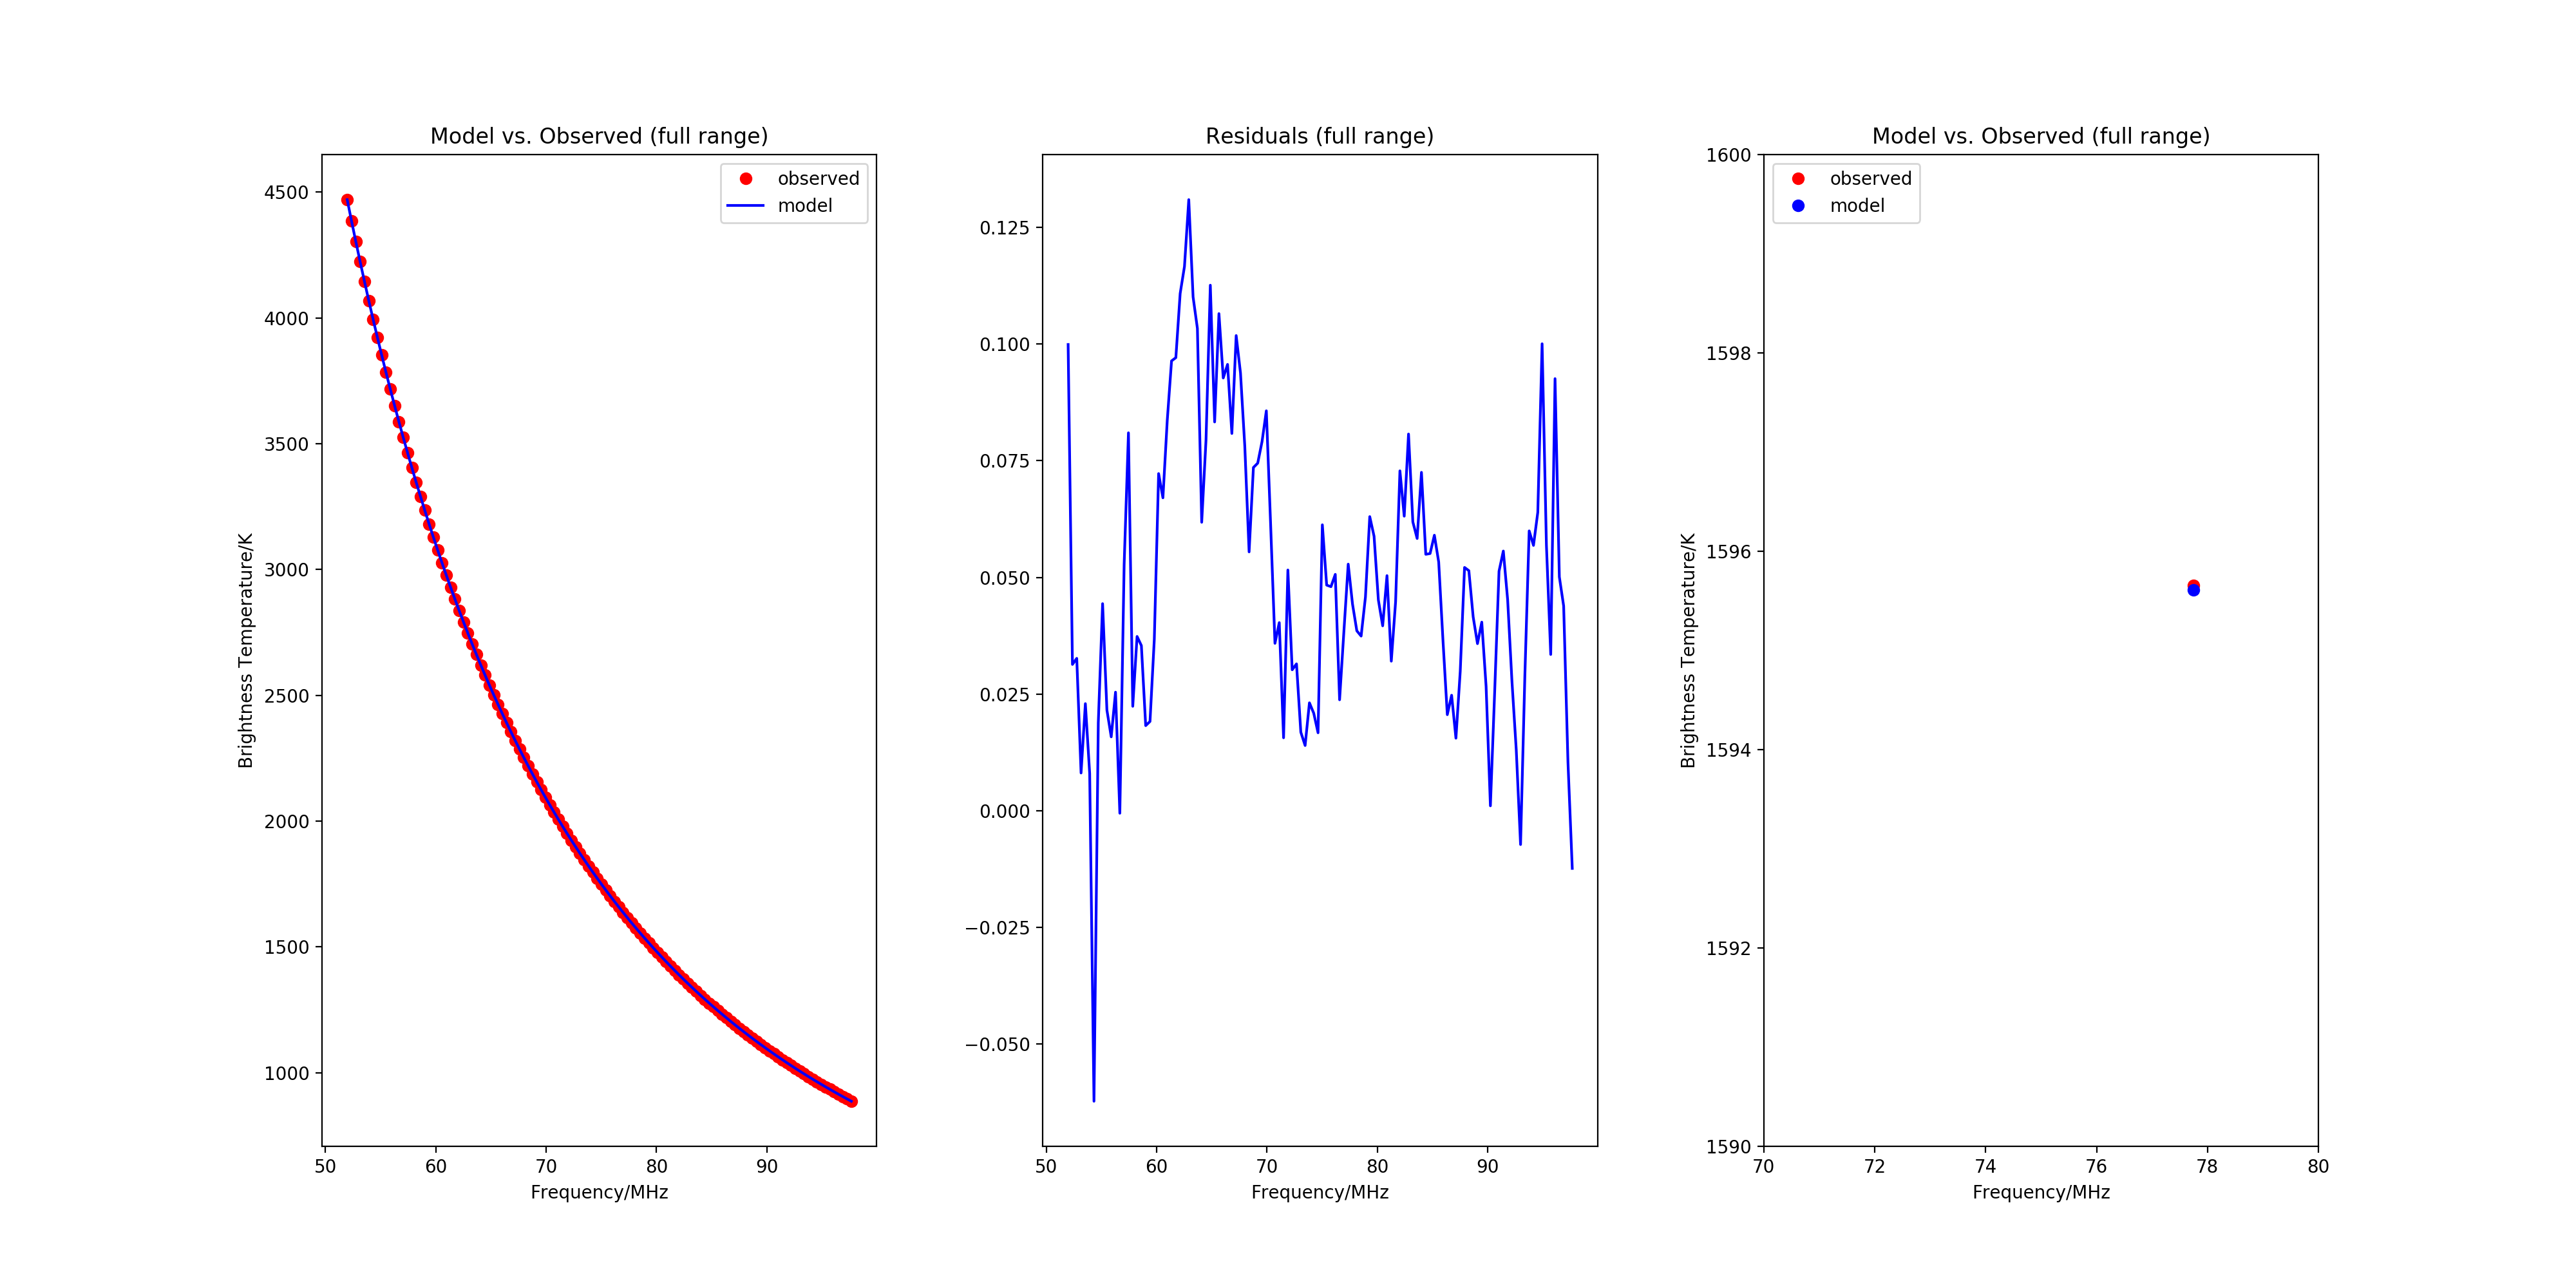 Model vs. Observed (full range)
observed
model
4500
4000
3500
3000
2500
2000
1500
1000
Brightness Temperature/K
50 60 70 80 90
Frequency/MHz
Residuals (full range)
0.125
0.100
0.075
0.050
0.025
0.000
−0.025
−0.050
50 60 70 80 90
Frequency/MHz
Model vs. Observed (full range)
observed
model
1600
1598
1596
1594
1592
1590
Brightness Temperature/K
70 72 74 76 78 80
Frequency/MHz